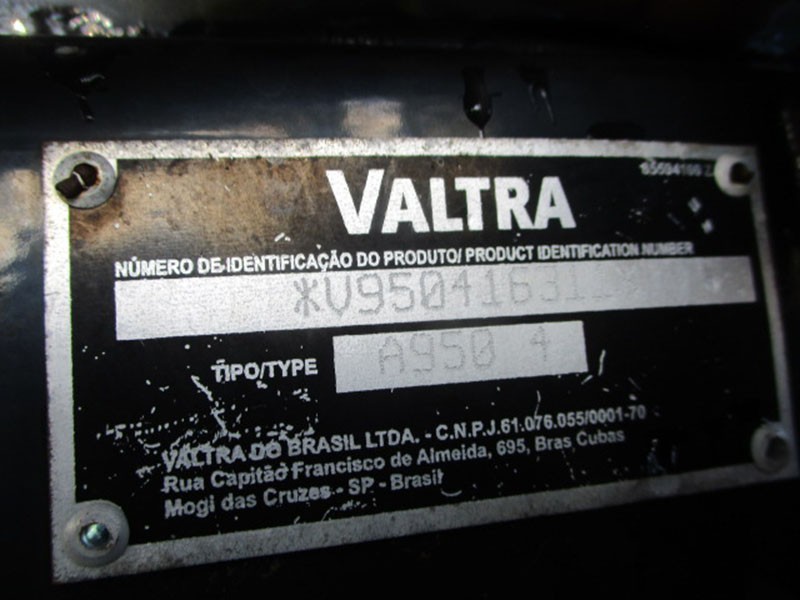 VALTRA
NÚMERO DE IDENTIFICAÇÃO DO PRODUTO/ PRODUCT IDENTIFICATION NUMBER
TIPO/TYPE A950 4
VALTRA DO BRASIL LTDA. - C.N.P.J.61.076.055/0001-70
Rua Capitão Francisco de Almeida, 695, Bras Cubas
Mogi das Cruzes - SP - Brasil